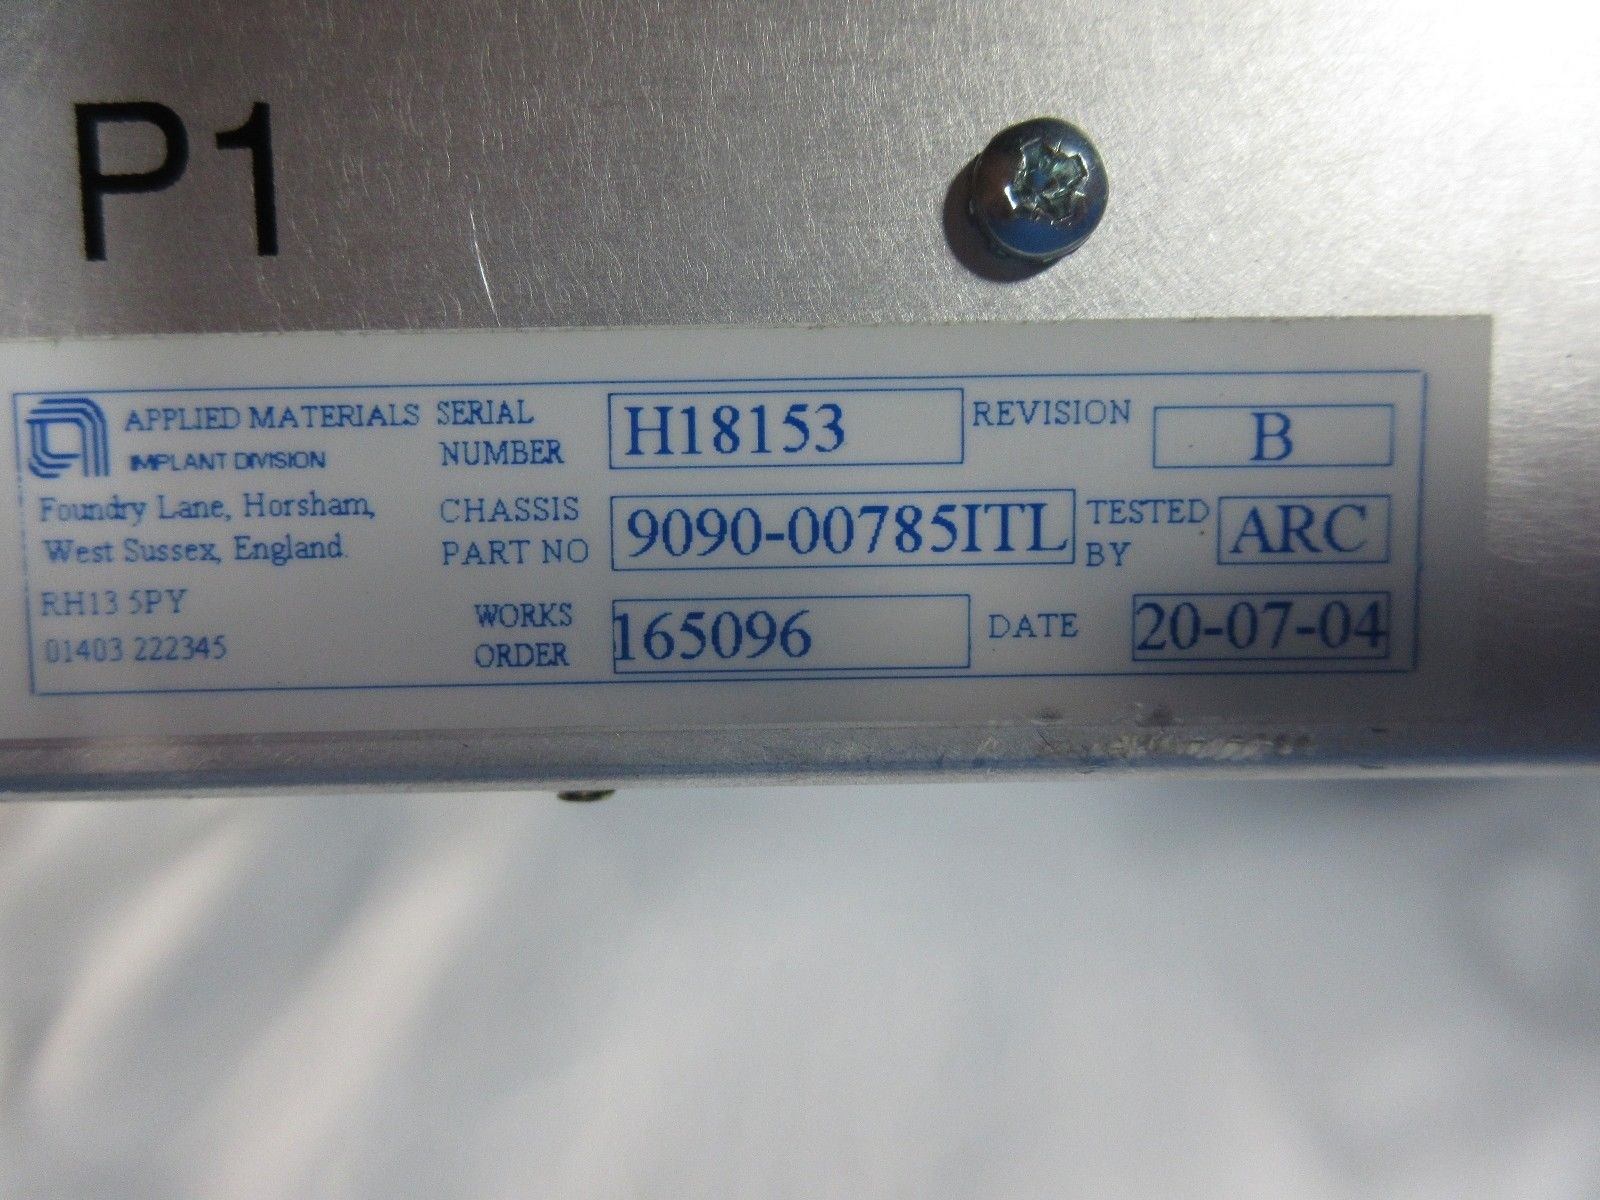 P1
APPLIED MATERIALS
IMPLANT DIVISION
Foundry Lane, Horsham,
West Sussex, England.
RH13 5PY
01403 222345
SERIAL NUMBER H18153
REVISION B
CHASSIS PART NO 9090-00785ITL
TESTED BY ARC
WORKS ORDER 165096
DATE 20-07-04